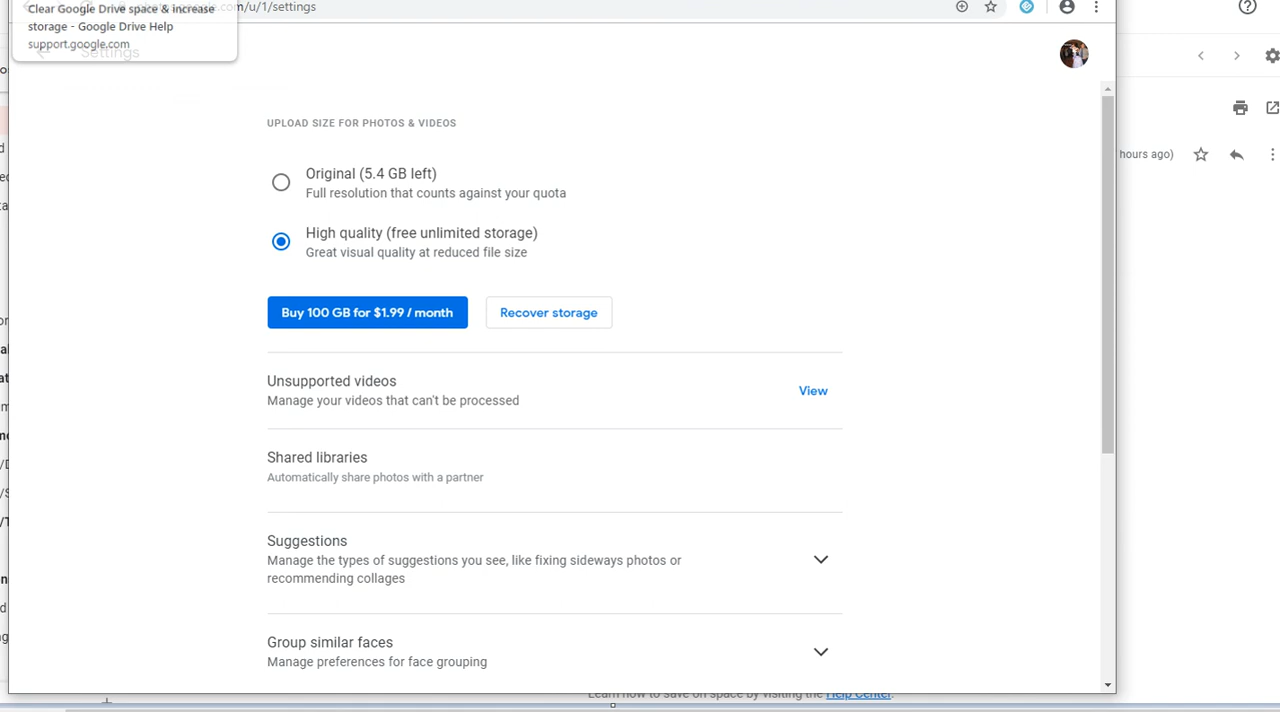 Clear Google Drive space & increase
storage - Google Drive Help
support.google.com
.com/u/1/settings
Settings
UPLOAD SIZE FOR PHOTOS & VIDEOS
Original (5.4 GB left)
Full resolution that counts against your quota
High quality (free unlimited storage)
Great visual quality at reduced file size
Buy 100 GB for $1.99 / month
Recover storage
Unsupported videos
Manage your videos that can't be processed
View
Shared libraries
Automatically share photos with a partner
Suggestions
Manage the types of suggestions you see, like fixing sideways photos or
recommending collages
Group similar faces
Manage preferences for face grouping
hours ago)
Learn how to save on space by visiting the Help Center.